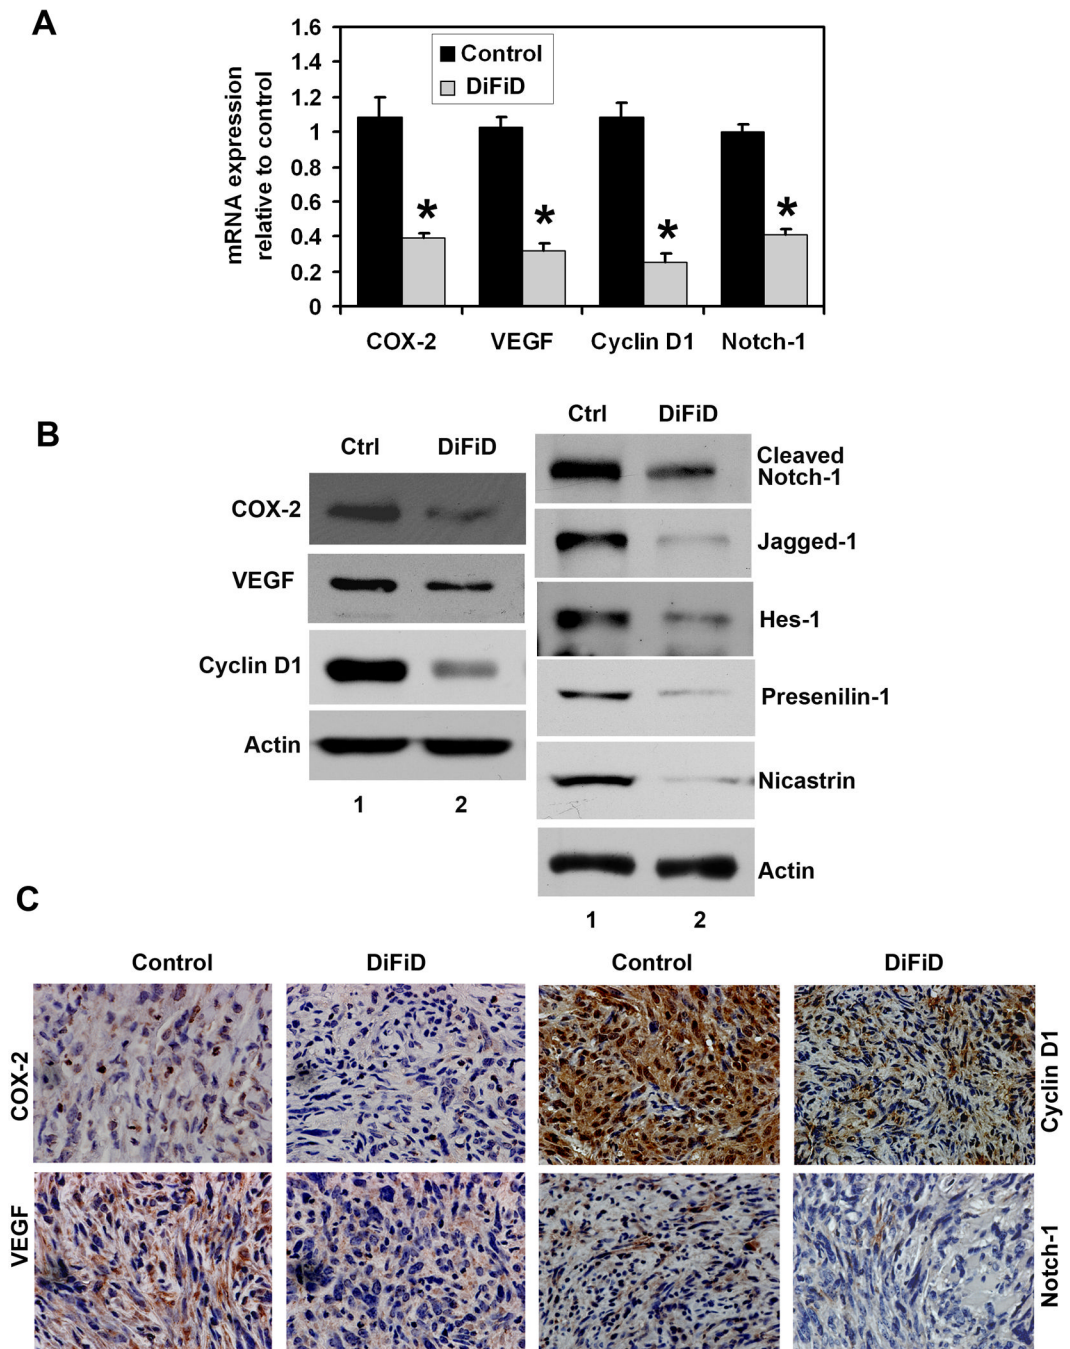 A
mRNA expression
relative to control
1.6
1.4
1.2
1
0.8
0.6
0.4
0.2
0
Control
DiFiD
*
*
*
*
COX-2
VEGF
Cyclin D1
Notch-1
B
Ctrl
DiFiD
COX-2
VEGF
Cyclin D1
Actin
1
2
Ctrl
DiFiD
Cleaved
Notch-1
Jagged-1
Hes-1
Presenilin-1
Nicastrin
Actin
1
2
C
Control
DiFiD
Control
DiFiD
COX-2
Cyclin D1
VEGF
Notch-1